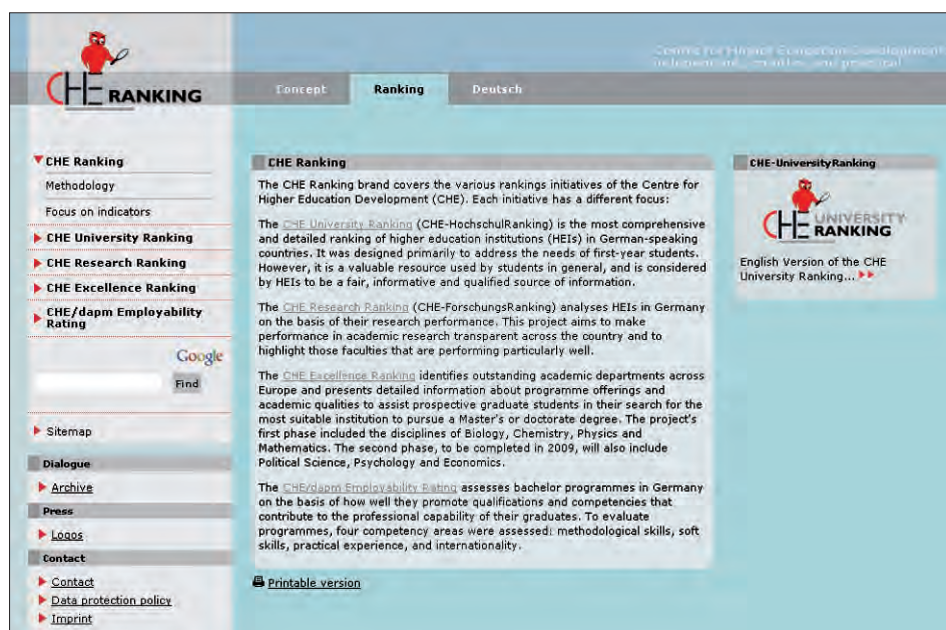 Centre for Higher Education Development
CHE RANKING
Concept
Ranking
Deutsch
CHE Ranking
Methodology
Focus on indicators
CHE University Ranking
CHE Research Ranking
CHE Excellence Ranking
CHE/dapm Employability
Rating
Google
Find
Sitemap
Dialogue
Archive
Press
Logos
Contact
Contact
Data protection policy
Imprint
CHE Ranking
The CHE Ranking brand covers the various rankings initiatives of the Centre for
Higher Education Development (CHE). Each initiative has a different focus:
The CHE University Ranking (CHE-HochschulRanking) is the most comprehensive
and detailed ranking of higher education institutions (HEIs) in German-speaking
countries. It was designed primarily to address the needs of first-year students.
However, it is a valuable resource used by students in general, and is considered
by HEIs to be a fair, informative and qualified source of information.
The CHE Research Ranking (CHE-ForschungsRanking) analyses HEIs in Germany
on the basis of their research performance. This project aims to make
performance in academic research transparent across the country and to
highlight those faculties that are performing particularly well.
The CHE Excellence Ranking identifies outstanding academic departments across
Europe and presents detailed information about programme offerings and
academic qualities to assist prospective graduate students in their search for the
most suitable institution to pursue a Master's or doctorate degree. The project's
first phase included the disciplines of Biology, Chemistry, Physics and
Mathematics. The second phase, to be completed in 2009, will also include
Political Science, Psychology and Economics.
The CHE/dapm Employability Rating assesses bachelor programmes in Germany
on the basis of how well they promote qualifications and competencies that
contribute to the professional capability of their graduates. To evaluate
programmes, four competency areas were assessed: methodological skills, soft
skills, practical experience, and internationality.
Printable version
CHE-UniversityRanking
CHE UNIVERSITY
RANKING
English Version of the CHE
University Ranking...